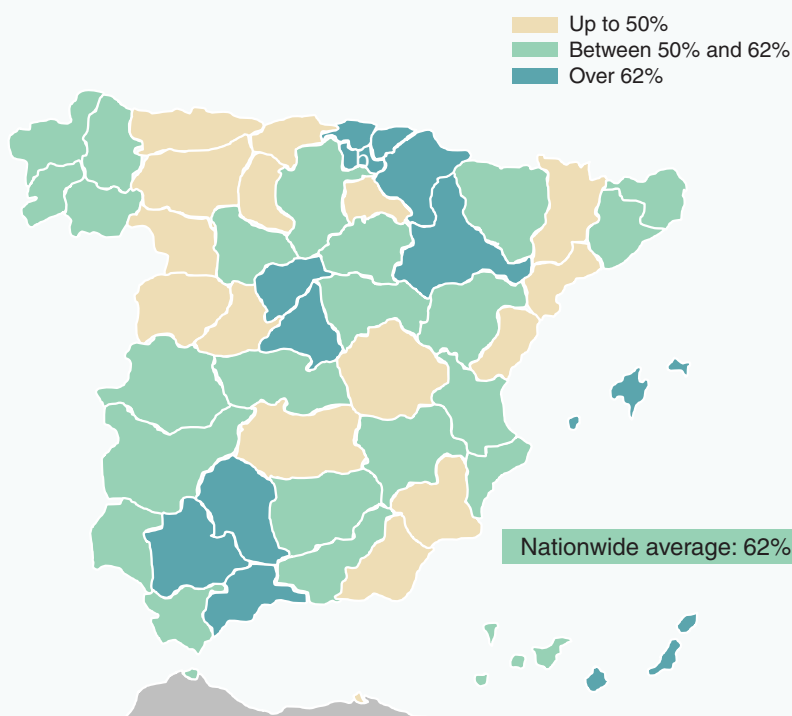 Up to 50%
Between 50% and 62%
Over 62%
Nationwide average: 62%